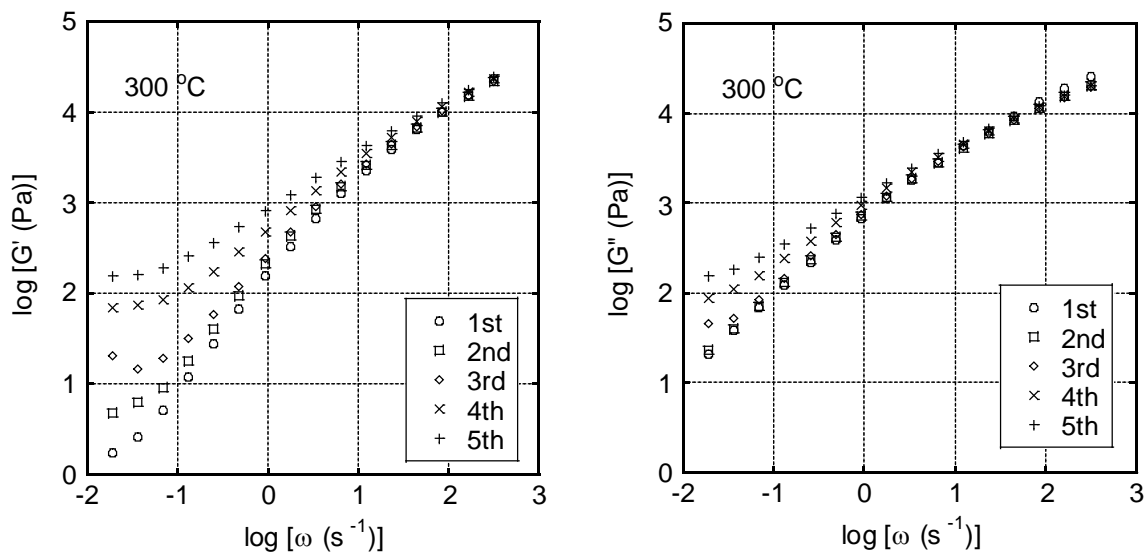 5
4
3
2
1
0
log [G' (Pa)]
300 °C
1st
2nd
3rd
4th
5th
-2 -1 0 1 2 3
log [ω (s⁻¹)]
5
4
3
2
1
0
log [G" (Pa)]
300 °C
1st
2nd
3rd
4th
5th
-2 -1 0 1 2 3
log [ω (s⁻¹)]